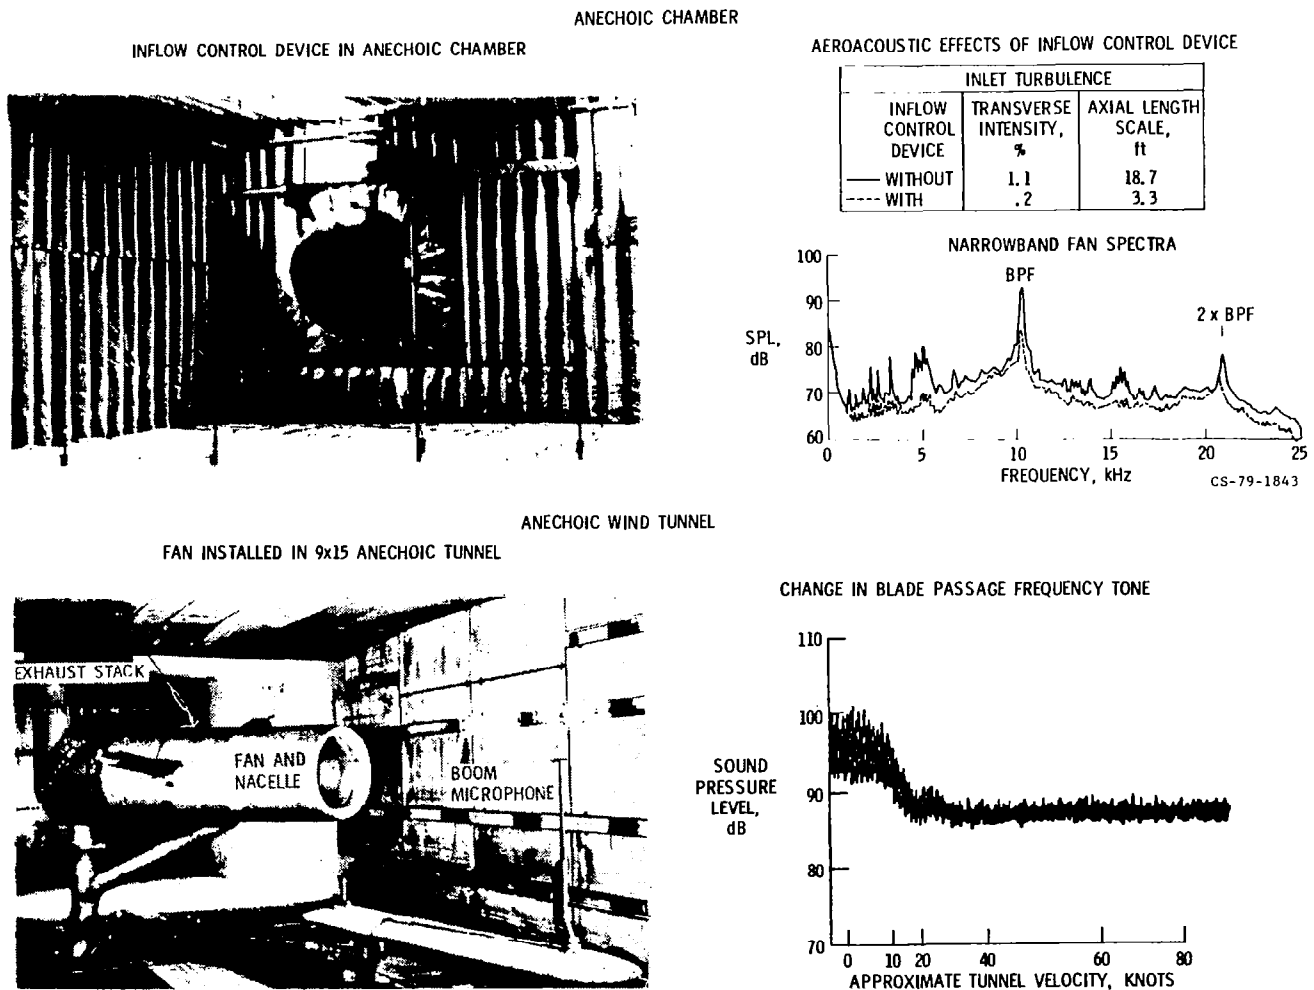 ANECHOIC CHAMBER
INFLOW CONTROL DEVICE IN ANECHOIC CHAMBER
AEROACOUSTIC EFFECTS OF INFLOW CONTROL DEVICE
INLET TURBULENCE
INFLOW CONTROL DEVICE
TRANSVERSE INTENSITY, %
AXIAL LENGTH SCALE, ft
WITHOUT 1.1 18.7
WITH .2 3.3
NARROWBAND FAN SPECTRA
BPF
2 x BPF
SPL, dB
100
90
80
70
60
0 5 10 15 20 25
FREQUENCY, kHz
CS-79-1843
ANECHOIC WIND TUNNEL
FAN INSTALLED IN 9x15 ANECHOIC TUNNEL
EXHAUST STACK
FAN AND
NACELLE
BOOM
MICROPHONE
CHANGE IN BLADE PASSAGE FREQUENCY TONE
SOUND
PRESSURE
LEVEL,
dB
110
100
90
80
70
0 10 20 40 60 80
APPROXIMATE TUNNEL VELOCITY, KNOTS